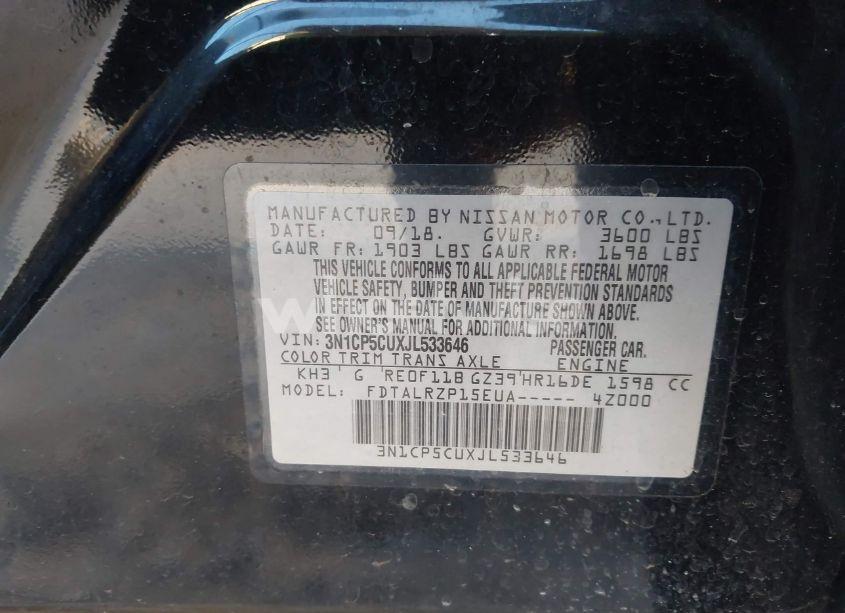 MANUFACTURED BY NISSAN MOTOR CO.,LTD.
DATE: 09/18. GVWR: 3600 LBS
GAWR FR: 1903 LBS GAWR RR: 1698 LBS
THIS VEHICLE CONFORMS TO ALL APPLICABLE FEDERAL MOTOR
VEHICLE SAFETY, BUMPER AND THEFT PREVENTION STANDARDS
IN EFFECT ON THE DATE OF MANUFACTURE SHOWN ABOVE.
SEE OWNER'S MANUAL FOR ADDITIONAL INFORMATION.
VIN: 3N1CP5CUXJL533646 PASSENGER CAR.
COLOR TRIM TRANS AXLE ENGINE
KH3 G RE0F11B GZ39 HR16DE 1598 CC
MODEL: FDTALRZP15EUA----- 4Z000
3N1CP5CUXJL533646